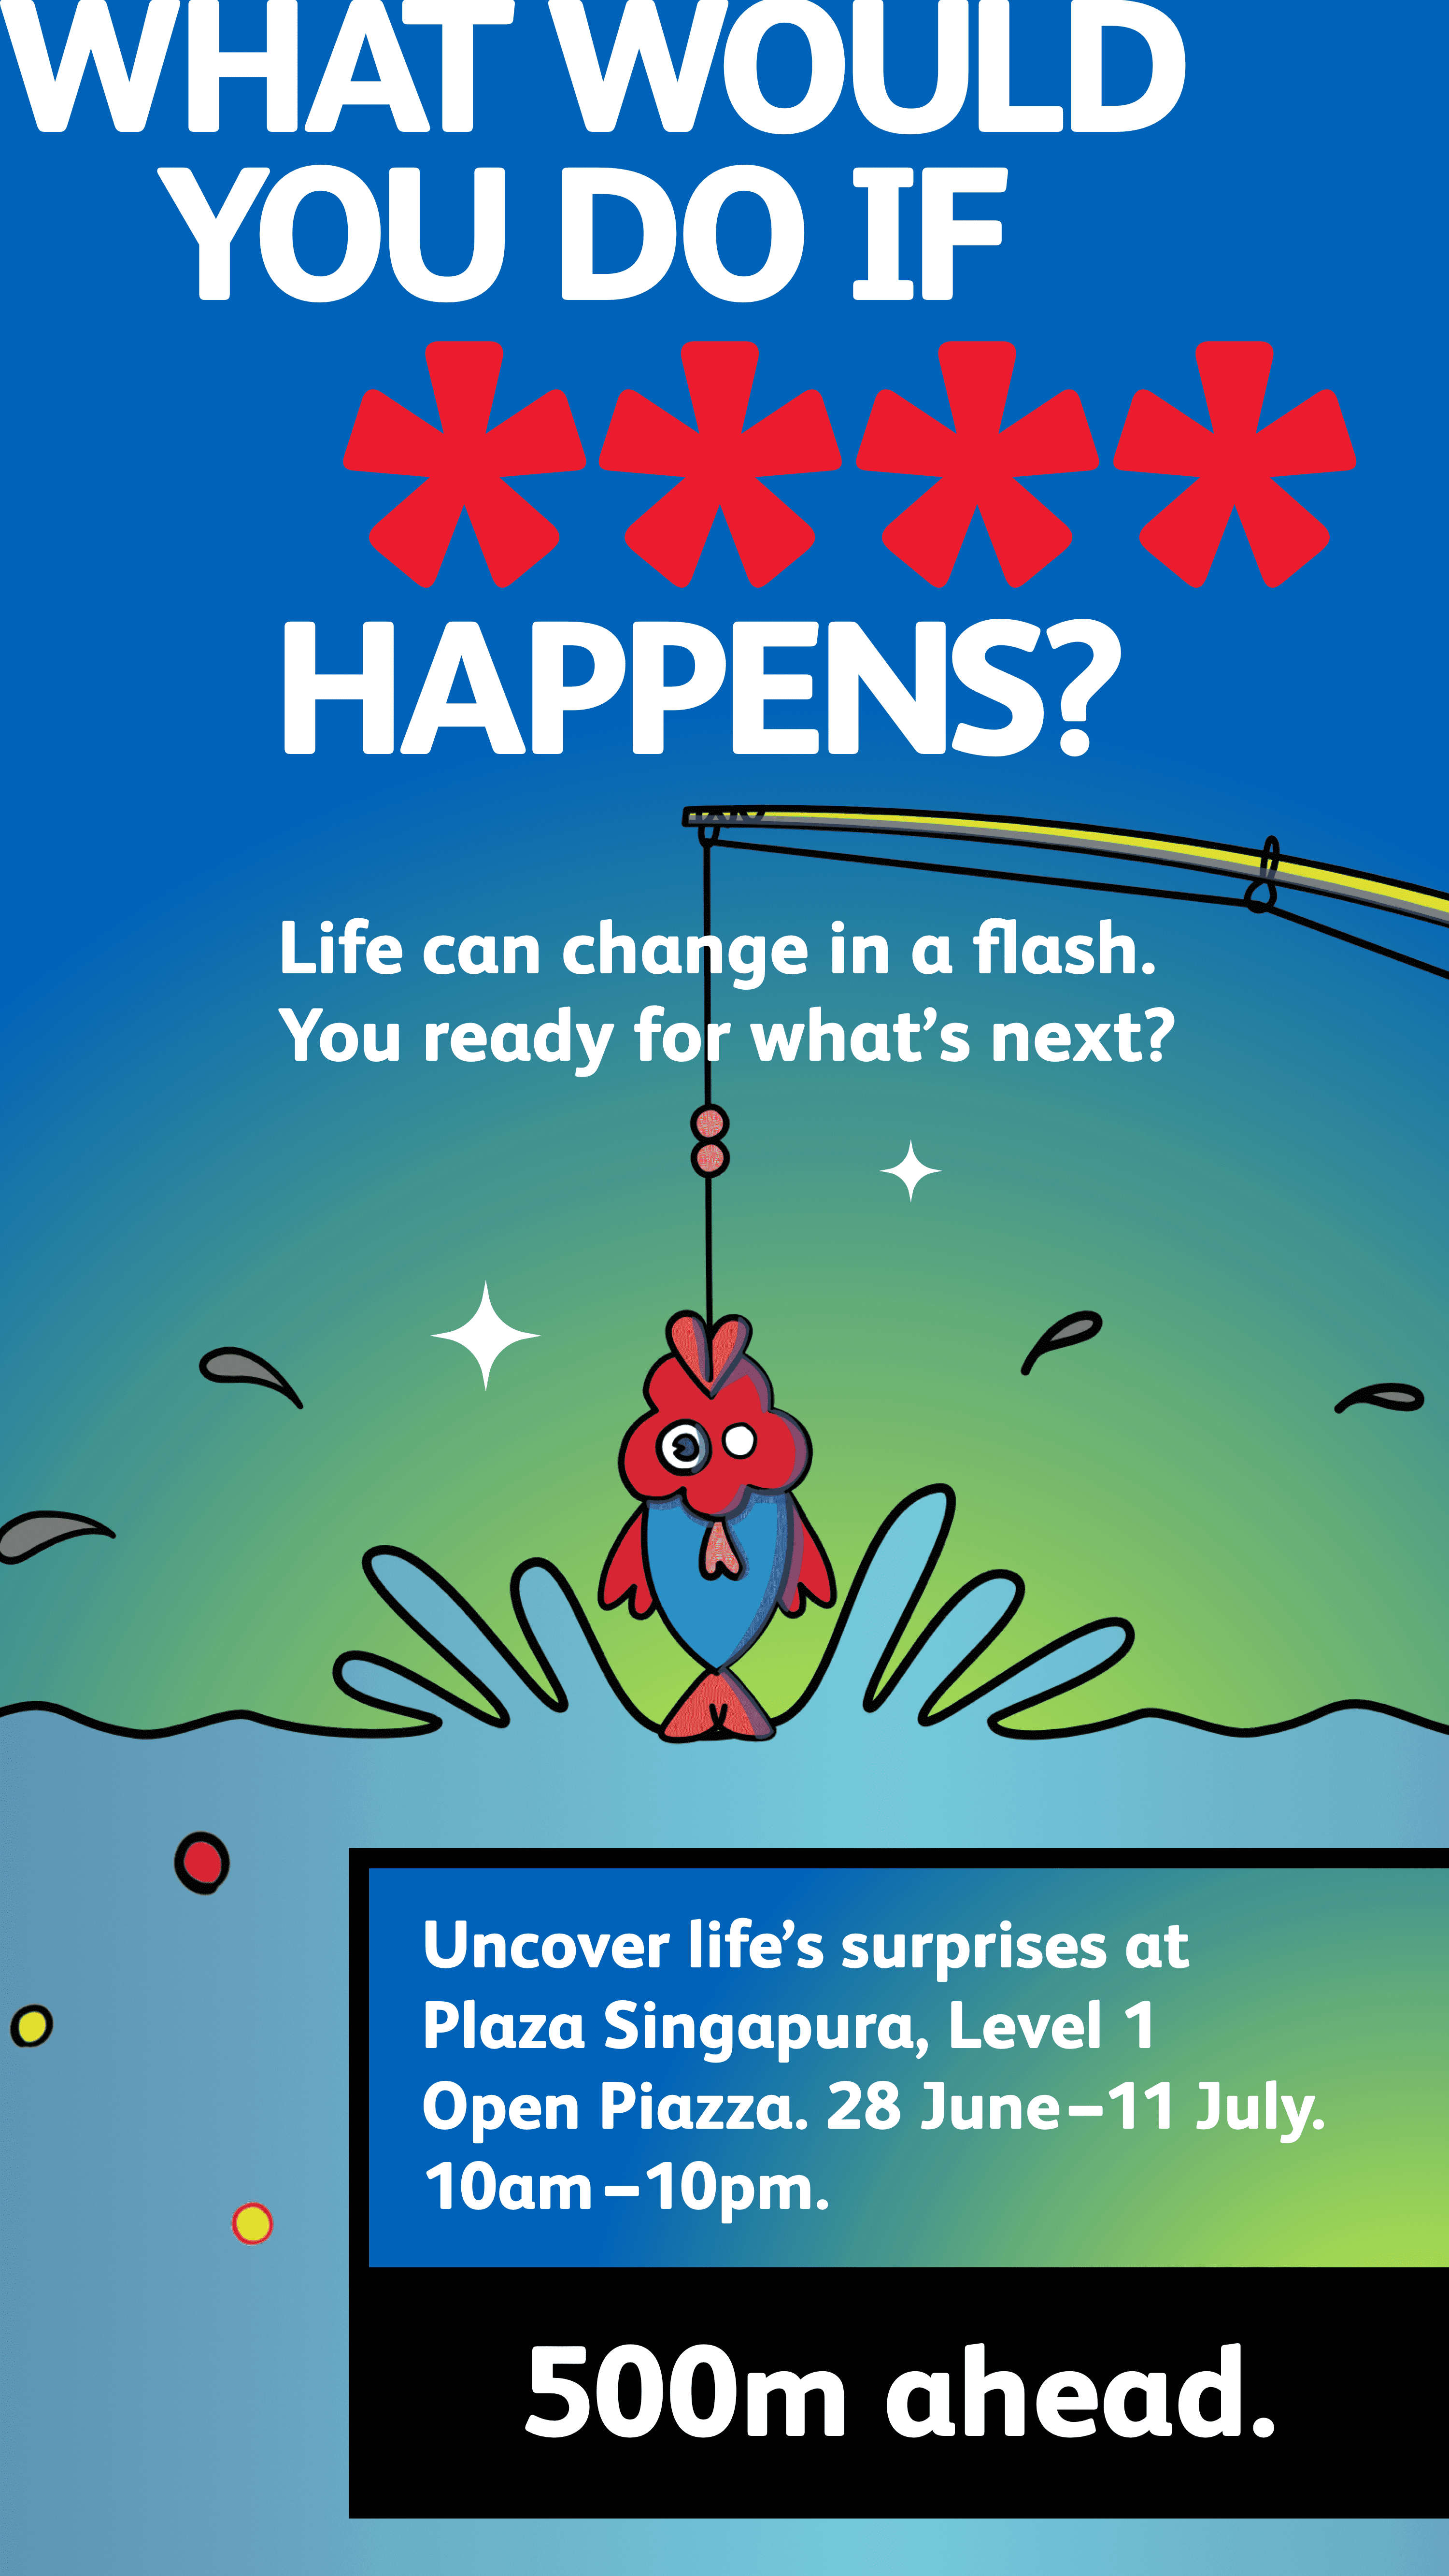 WHAT WOULD
YOU DO IF
****
HAPPENS?
Life can change in a flash.
You ready for what’s next?
Uncover life’s surprises at
Plaza Singapura, Level 1
Open Piazza. 28 June–11 July.
10am–10pm.
500m ahead.